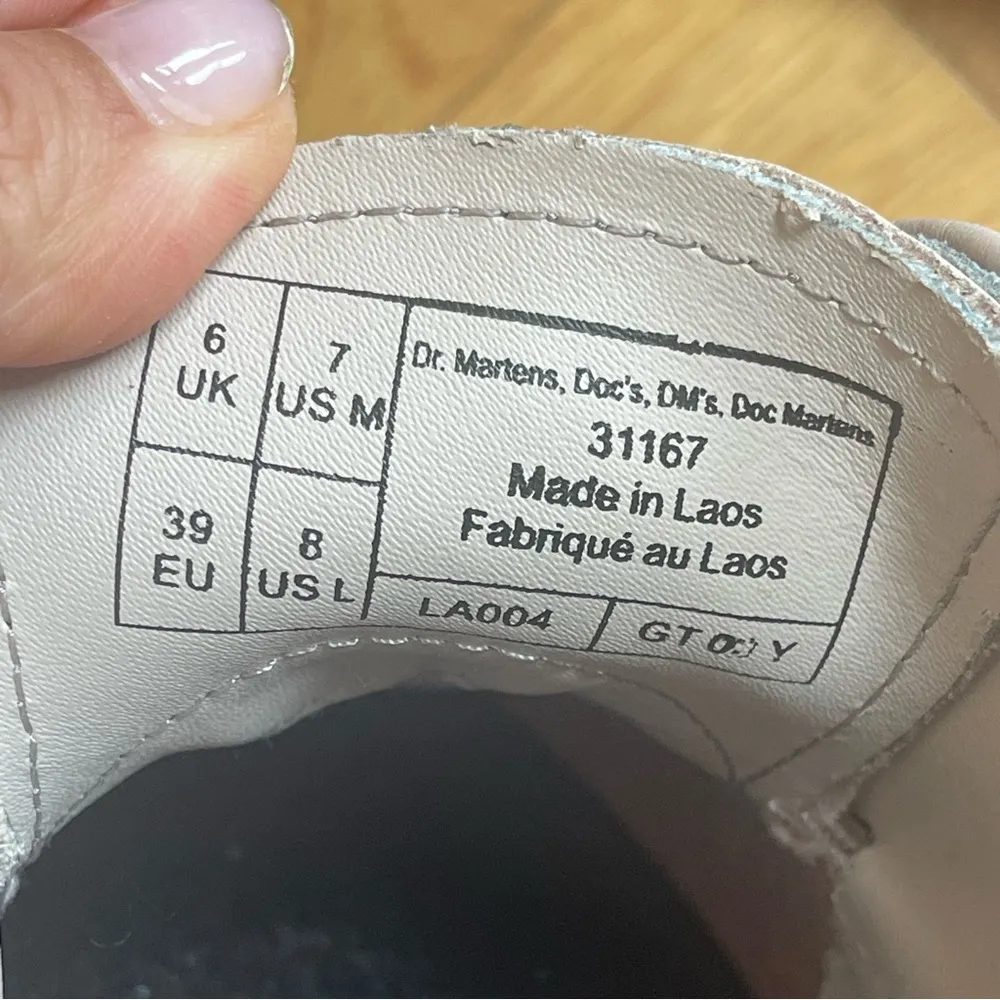 6
UK
7
US M
39
EU
8
US L
Dr. Martens, Doc's, DM's, Doc Martens
31167
Made in Laos
Fabriqué au Laos
LA004
GT Y